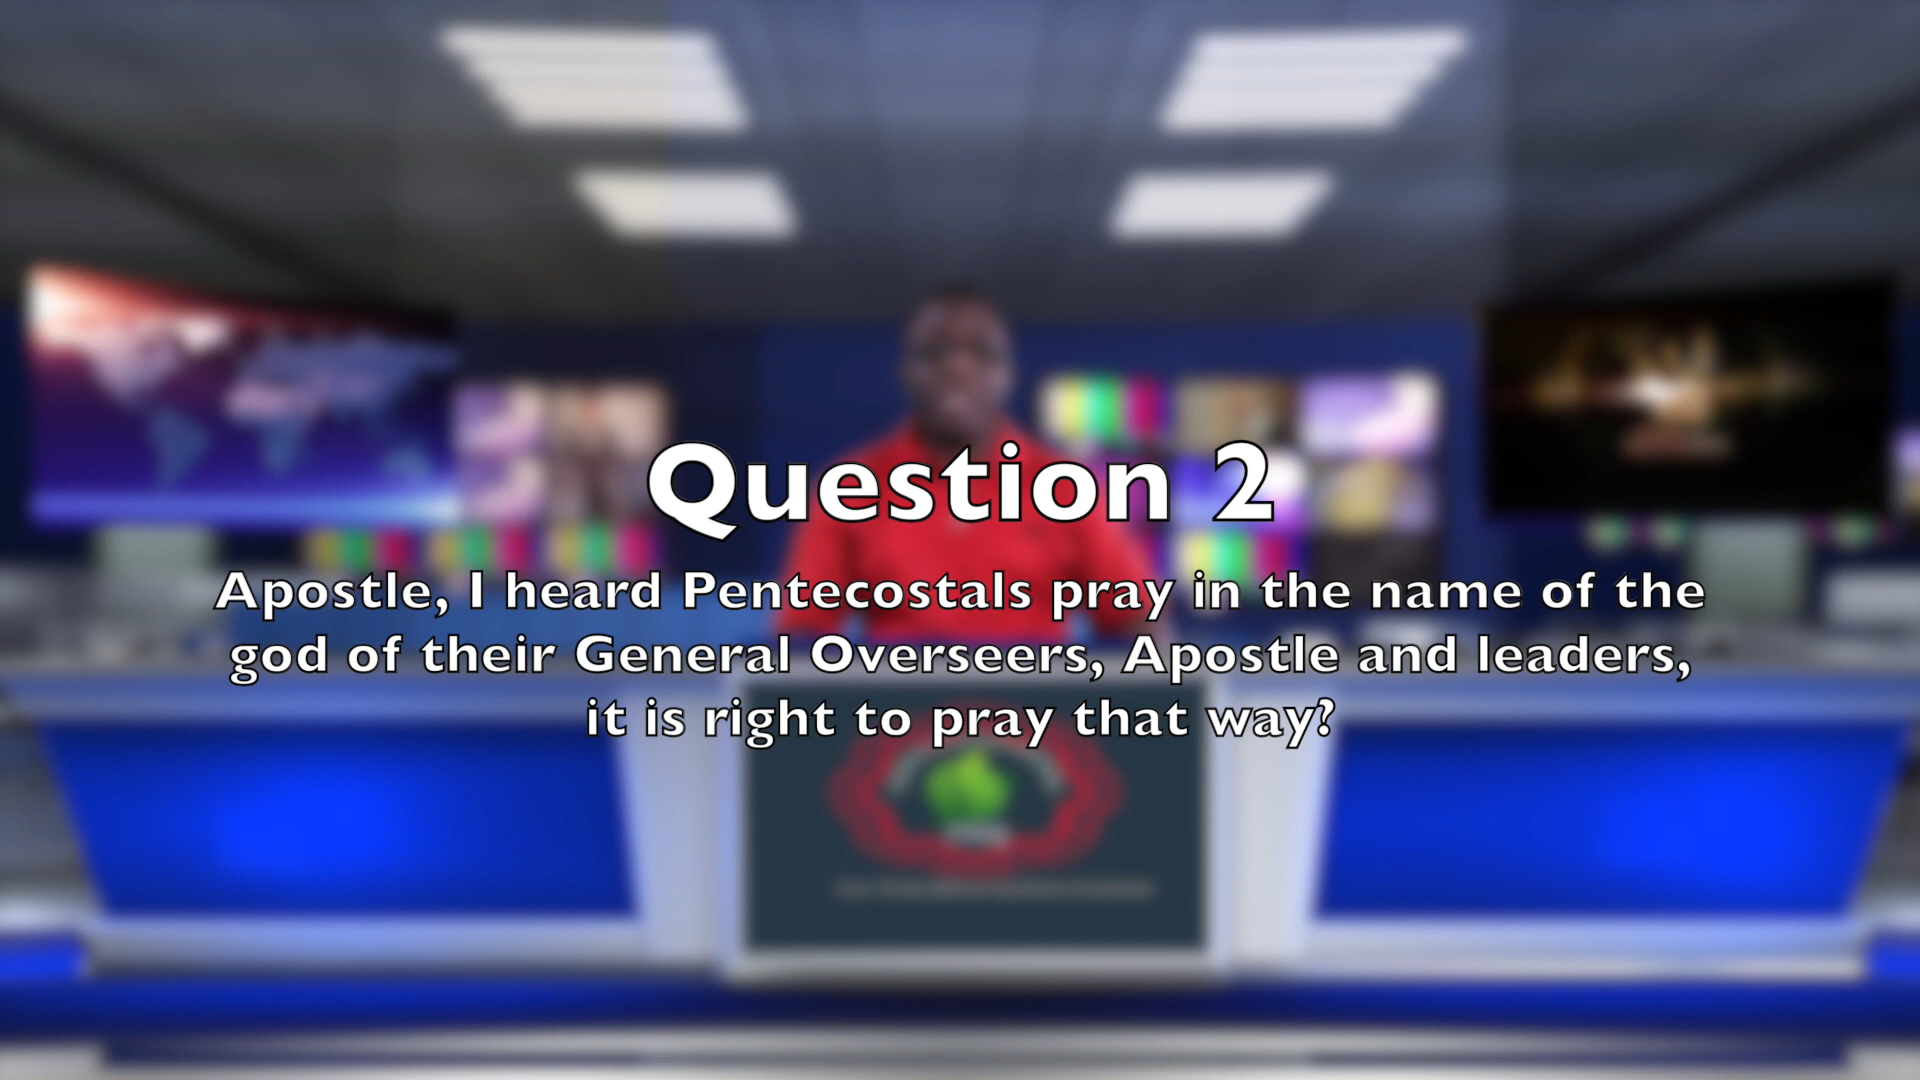 Question 2
Apostle, I heard Pentecostals pray in the name of the
god of their General Overseers, Apostle and leaders,
it is right to pray that way?